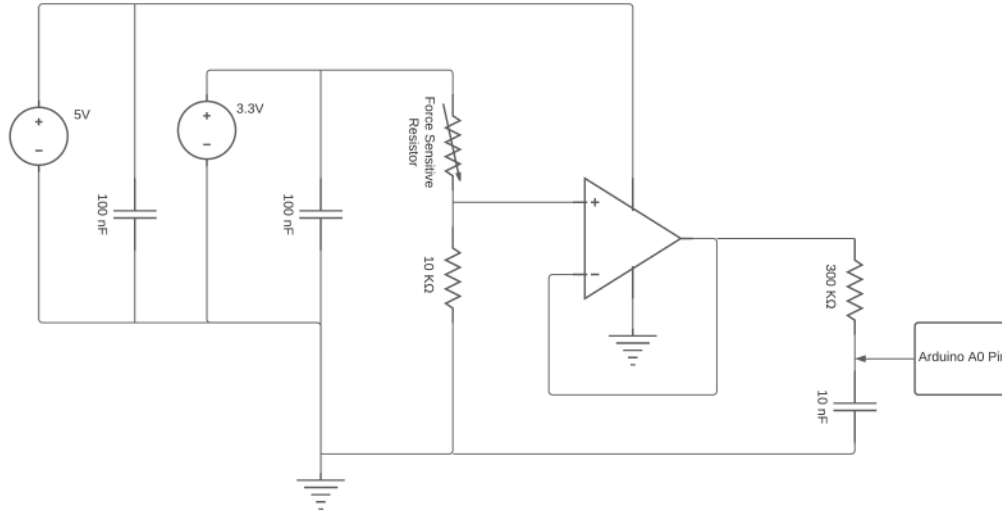 5V
+
−
100 nF
3.3V
+
−
100 nF
Force Sensitive
Resistor
10 KΩ
+
−
300 KΩ
10 nF
Arduino A0 Pin